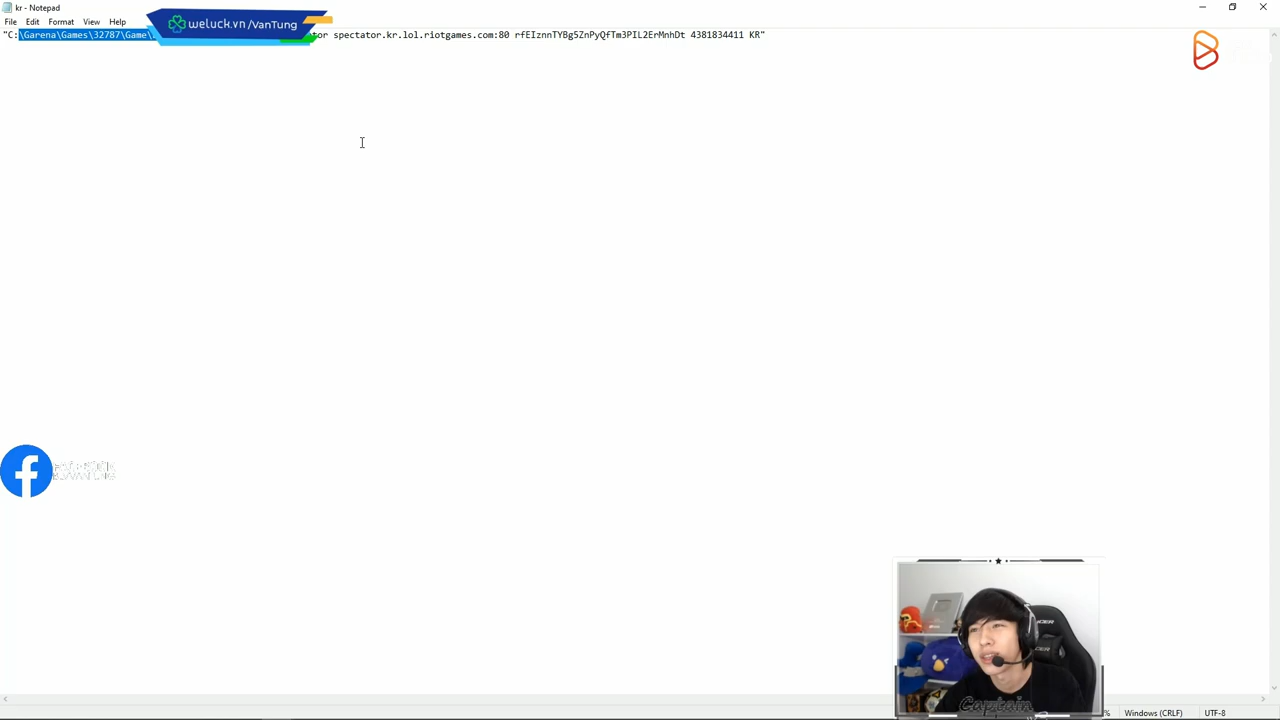 kr - Notepad
File Edit Format View Help
weluck.vn/VanTung
"C:\Garena\Games\32787\Game\ tor spectator.kr.lol.riotgames.com:80 rfEIznnTYBg5ZnPyQfTm3PIL2ErMnhDt 4381834411 KR"
FACEBOOK
% Windows (CRLF) UTF-8